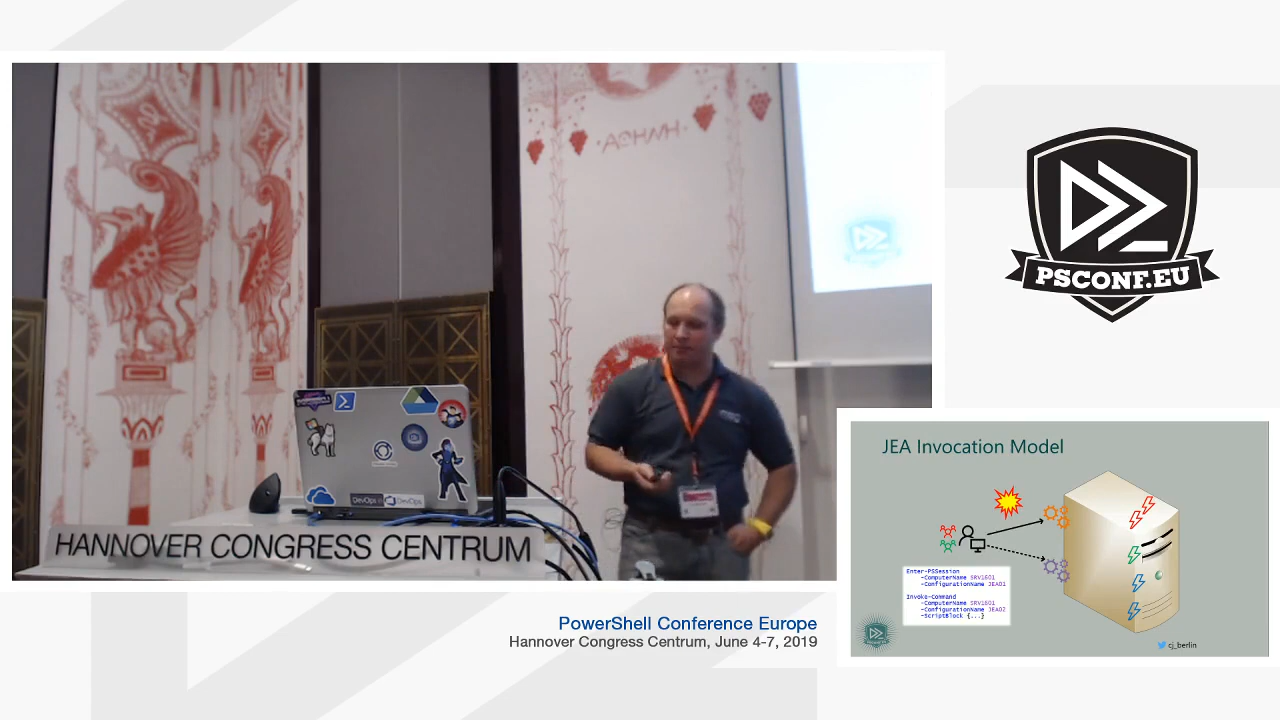 ΑΘΗΝΗ
HANNOVER CONGRESS CENTRUM
DevOps
DevOps
PSCONF.EU
JEA Invocation Model
Enter-PSSession
-ComputerName SRV1601
-ConfigurationName JEA01
Invoke-Command
-ComputerName SRV1601
-ConfigurationName JEA02
-ScriptBlock {...}
cj_berlin
PowerShell Conference Europe
Hannover Congress Centrum, June 4-7, 2019